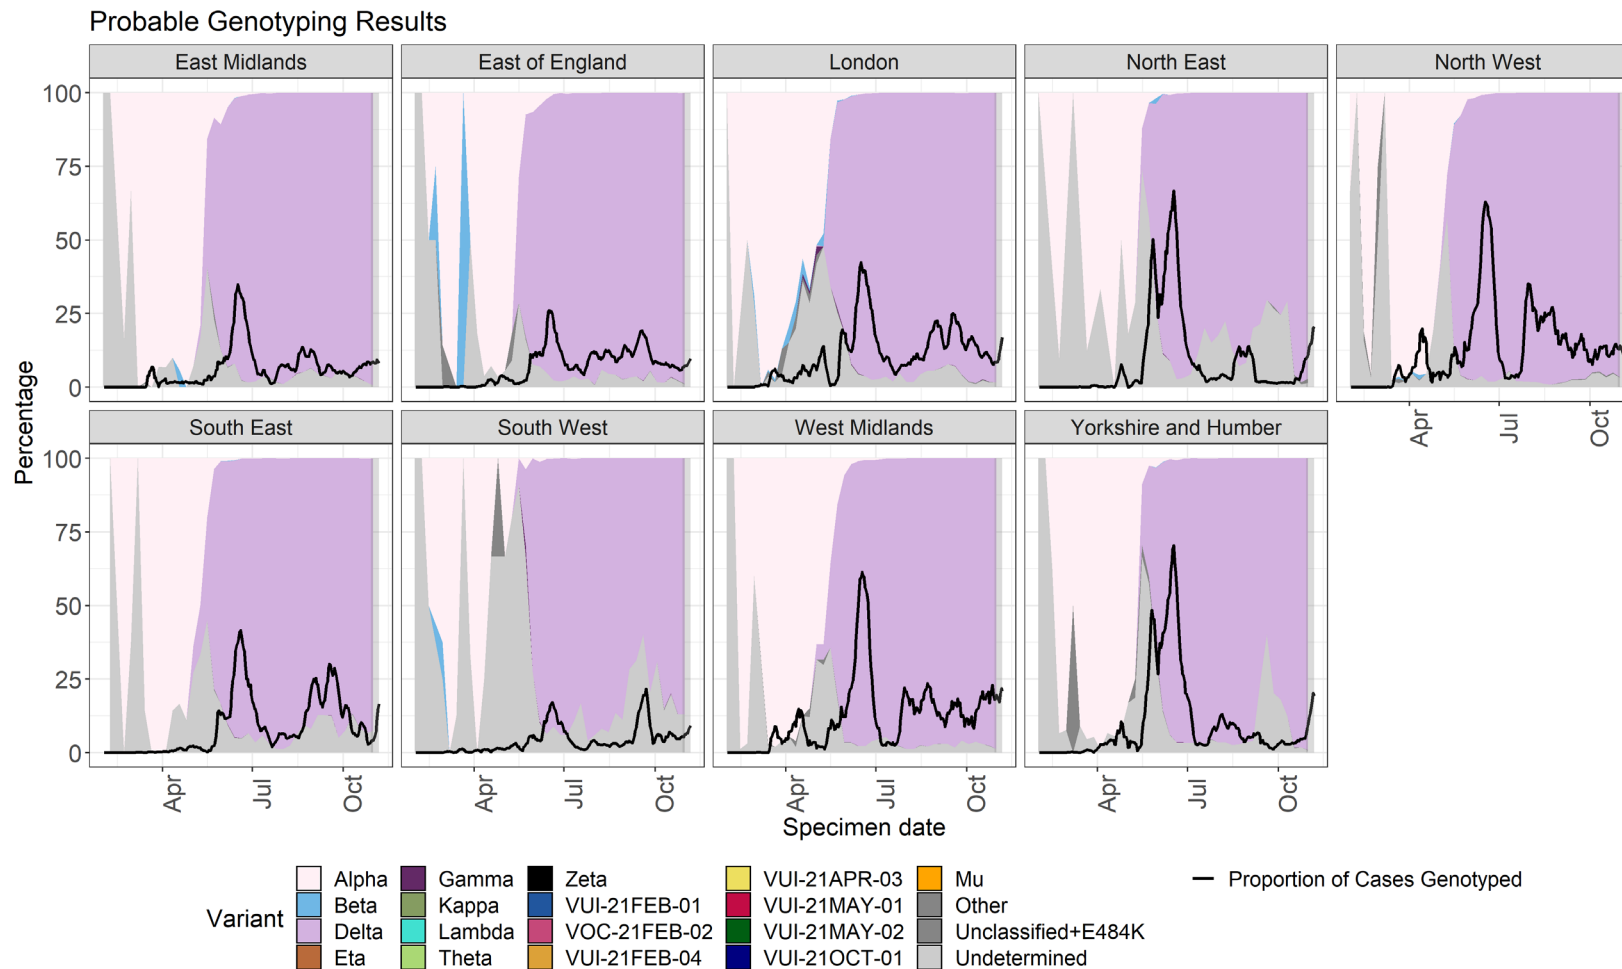 Probable Genotyping Results
East Midlands East of England London North East North West
100
75
50
25
0
Apr Jul Oct
South East South West West Midlands Yorkshire and Humber
100
75
50
25
0
Apr Jul Oct Apr Jul Oct Apr Jul Oct Apr Jul Oct
Percentage
Specimen date
Variant
Alpha Gamma Zeta VUI-21APR-03 Mu
Beta Kappa VUI-21FEB-01 VUI-21MAY-01 Other
Delta Lambda VOC-21FEB-02 VUI-21MAY-02 Unclassified+E484K
Eta Theta VUI-21FEB-04 VUI-21OCT-01 Undetermined
Proportion of Cases Genotyped